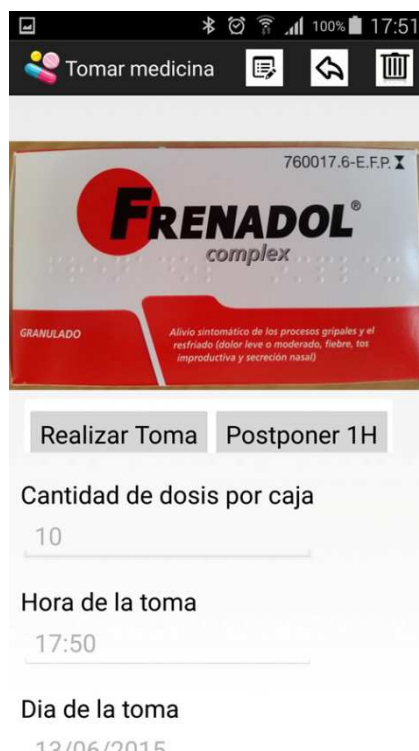 100% 17:51
Tomar medicina
760017.6-E.F.P.
FRENADOL®
complex
GRANULADO
Alivio sintomático de los procesos gripales y el
resfriado (dolor leve o moderado, fiebre, tos
improductiva y secreción nasal)
Realizar Toma Postponer 1H
Cantidad de dosis por caja
10
Hora de la toma
17:50
Dia de la toma
13/06/2015